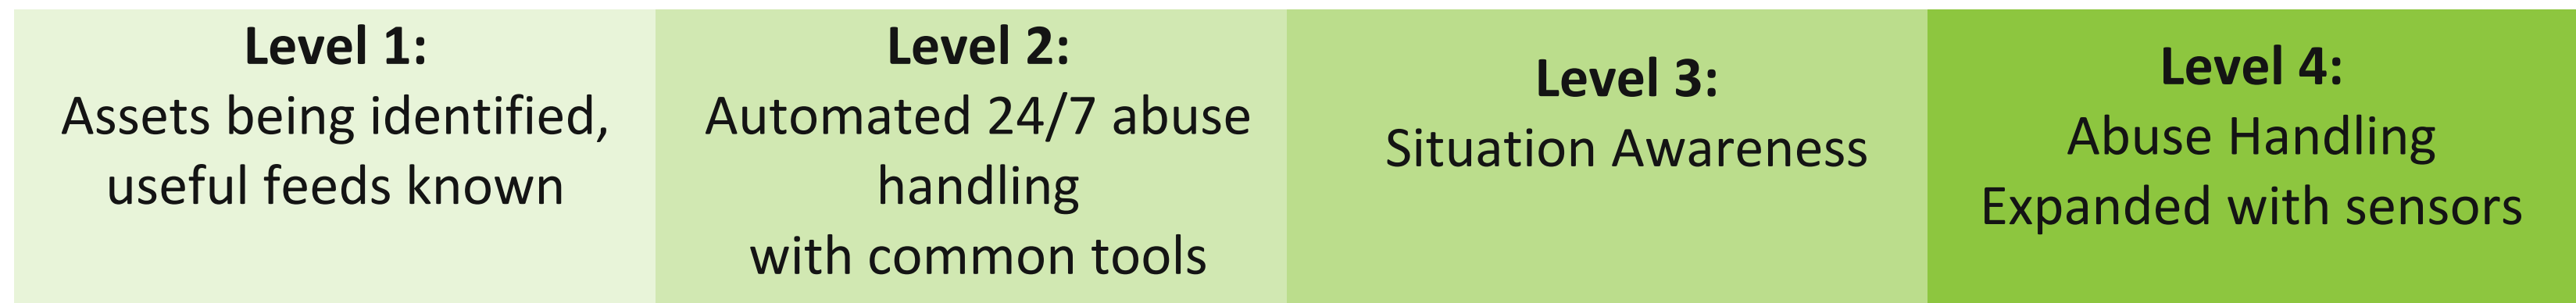 Level 1:
Assets being identified,
useful feeds known
Level 2:
Automated 24/7 abuse
handling
with common tools
Level 3:
Situation Awareness
Level 4:
Abuse Handling
Expanded with sensors